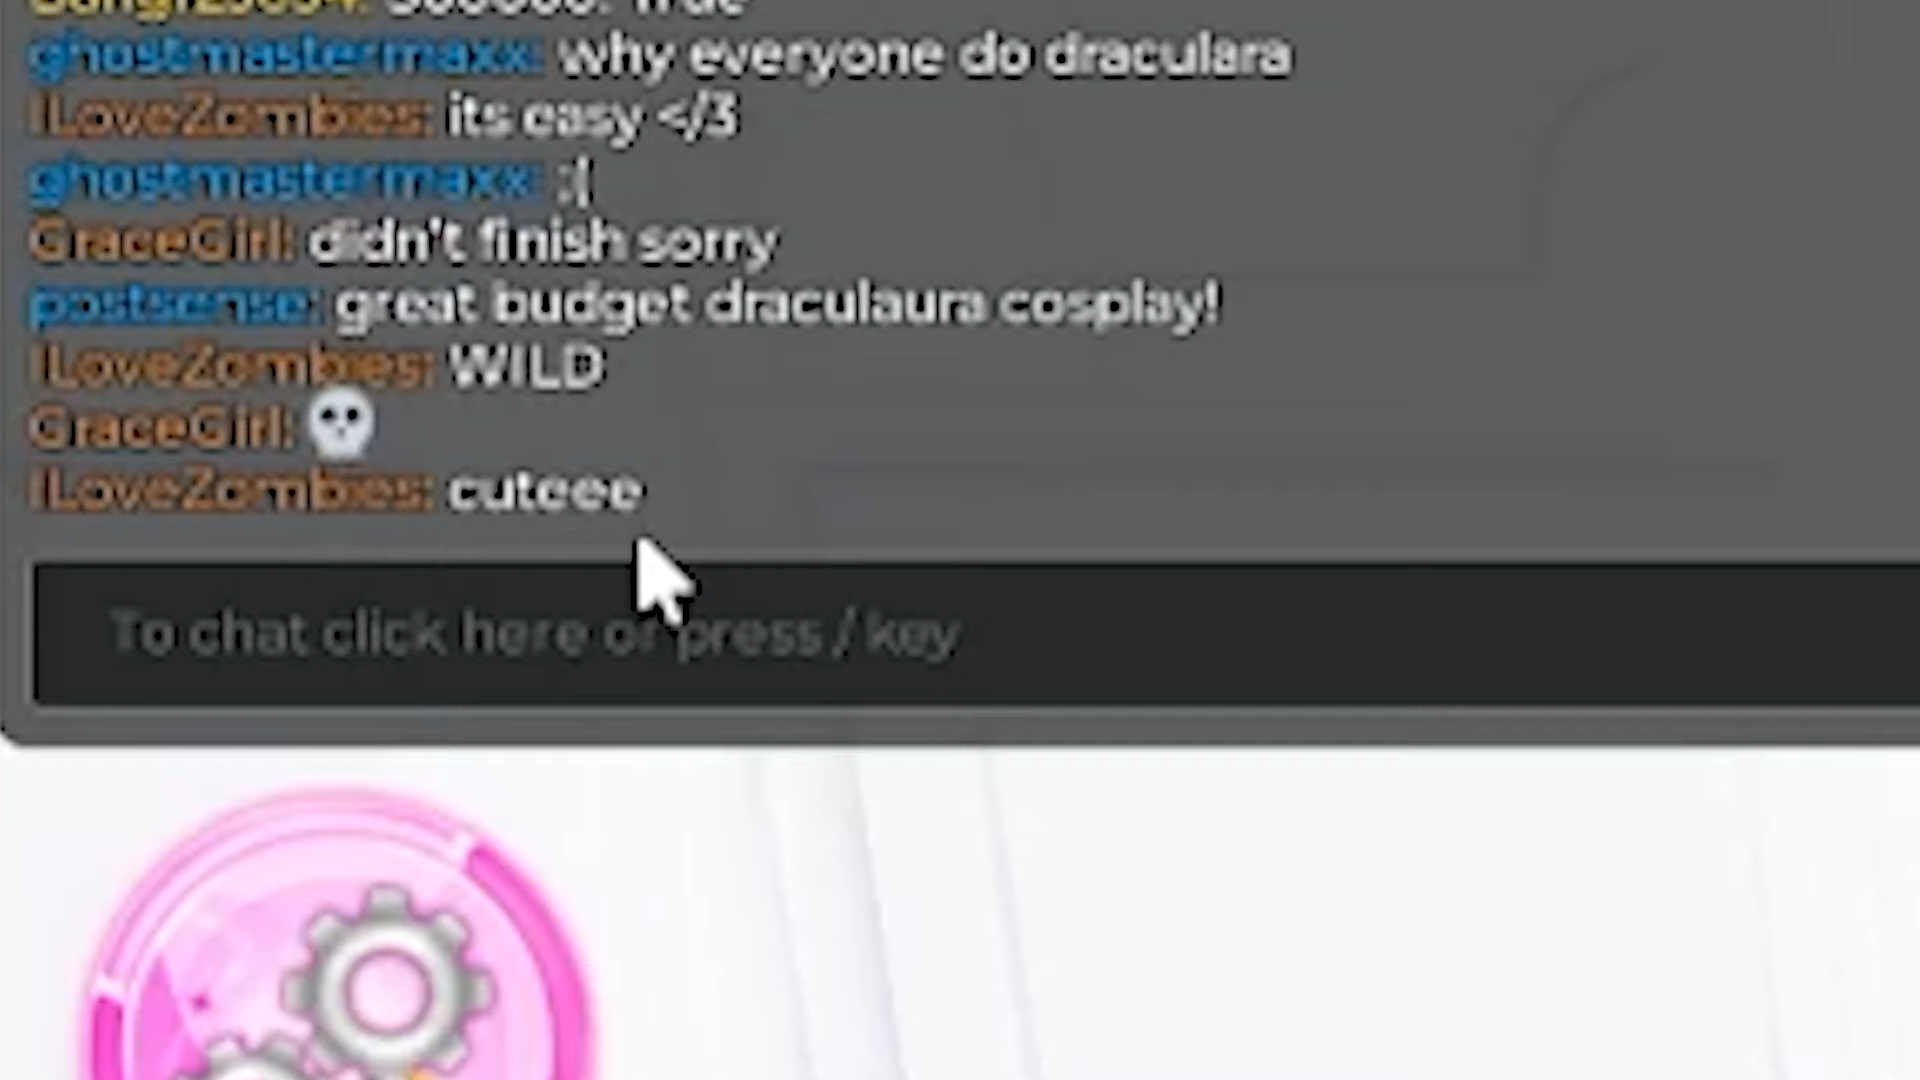 True
ghostmastermaxx: why everyone do draculara
ILoveZombies: its easy </3
ghostmastermaxx: :(
GraceGirl: didn't finish sorry
postsense: great budget draculaura cosplay!
ILoveZombies: WILD
GraceGirl: 💀
ILoveZombies: cuteee
To chat click here or press / key